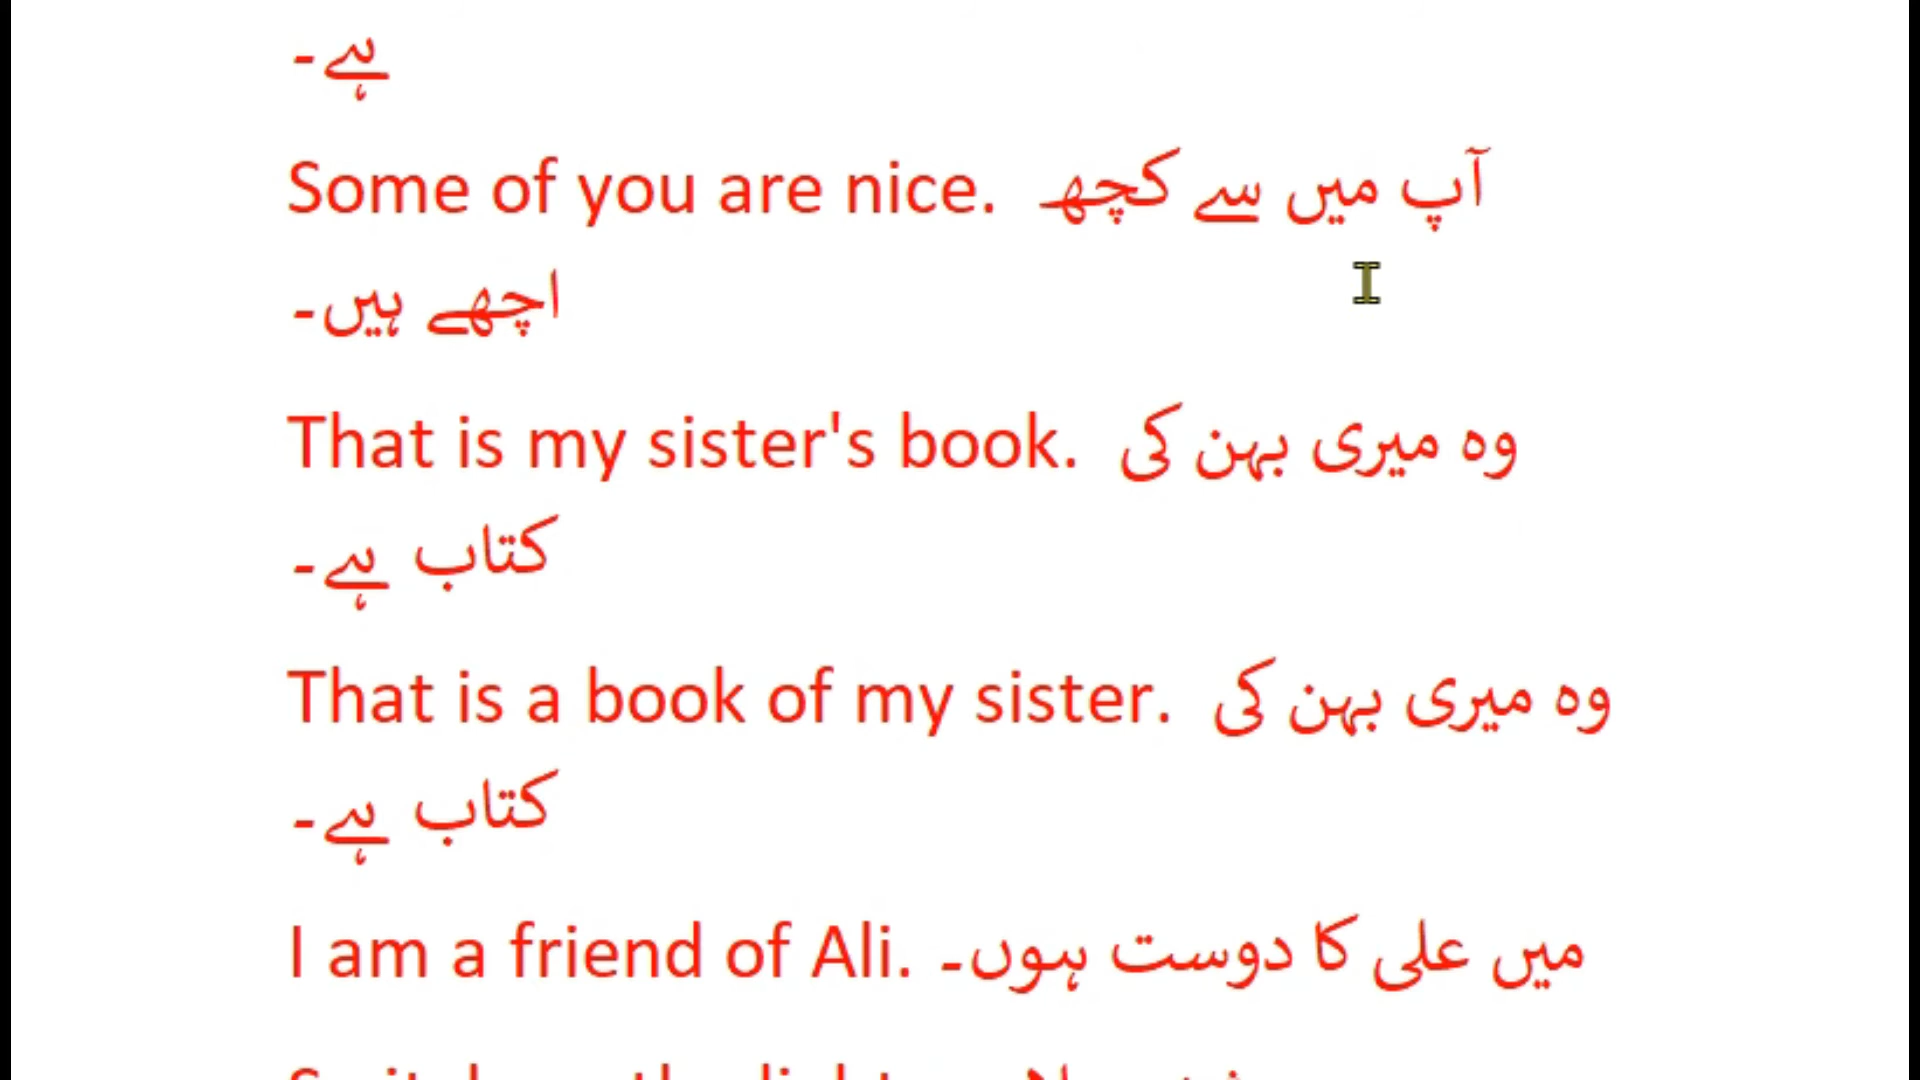 ہے۔
Some of you are nice. آپ میں سے کچھ
اچھے ہیں۔
That is my sister's book. وہ میری بہن کی
کتاب ہے۔
That is a book of my sister. وہ میری بہن کی
کتاب ہے۔
I am a friend of Ali. میں علی کا دوست ہوں۔